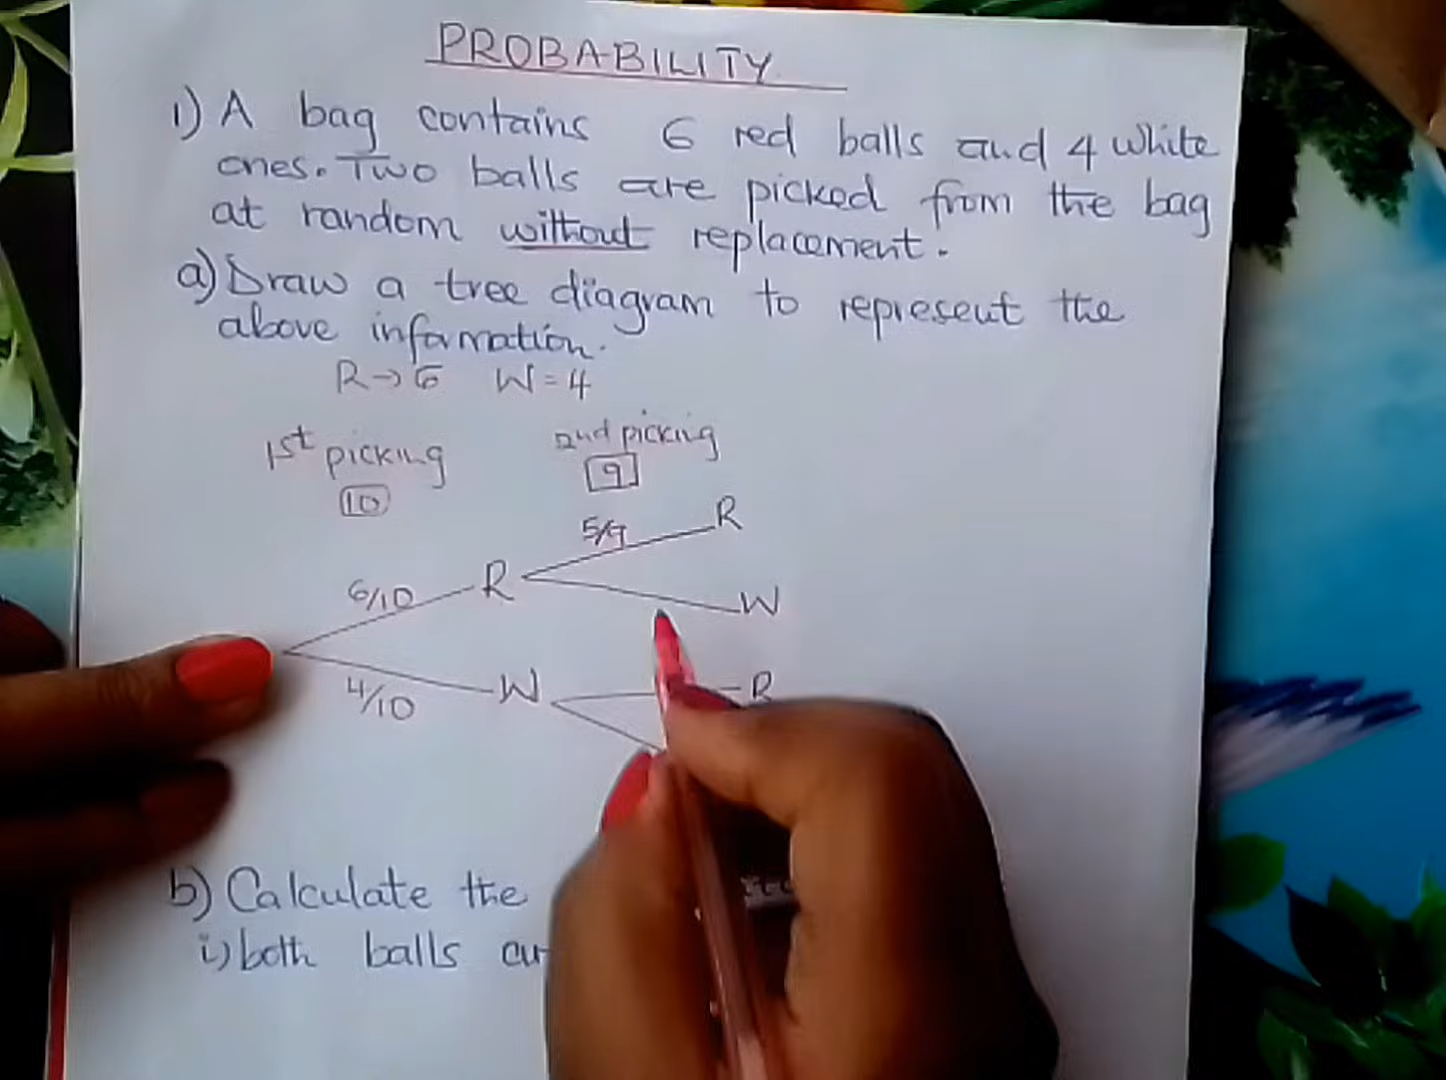 PROBABILITY
1) A bag contains 6 red balls and 4 white
ones. Two balls are picked from the bag
at random without replacement.
a) Draw a tree diagram to represent the
above information.
R→6 W=4
1st picking 2nd picking
10 9
5/9 R
6/10 R W
4/10 W R
b) Calculate the
i) both balls